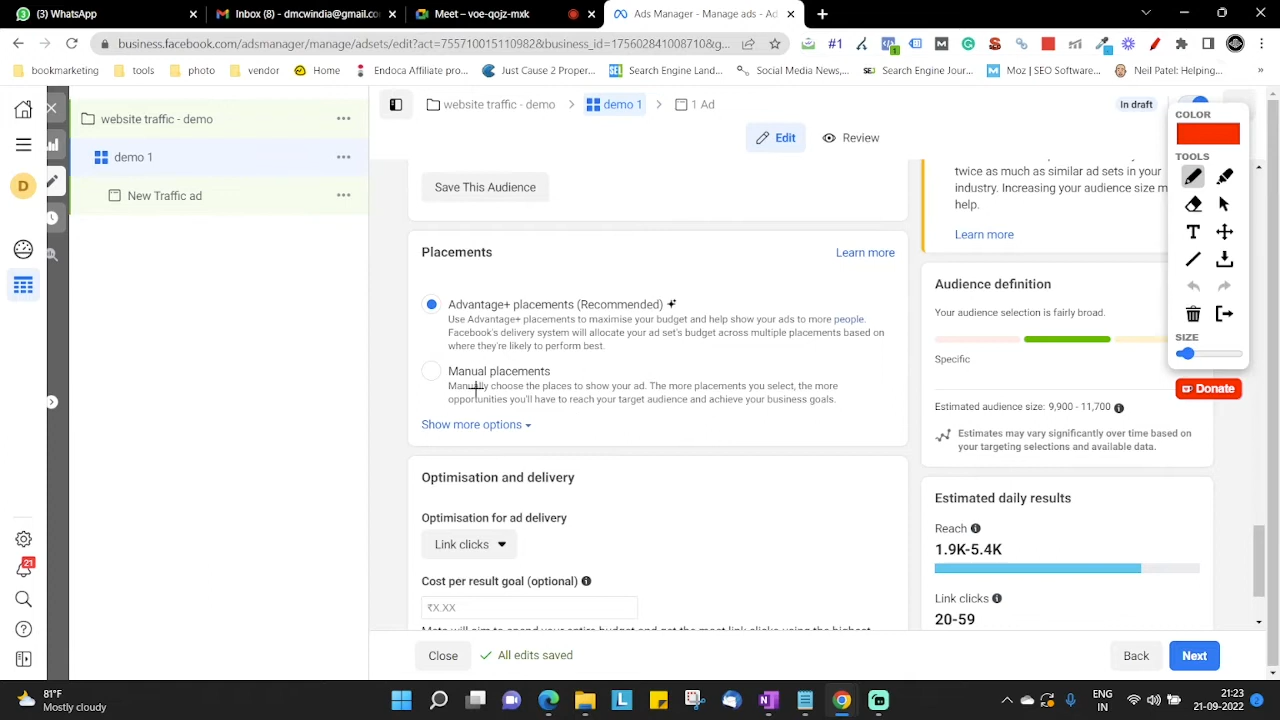 (3) WhatsApp
Inbox (8) - dmcwindia@gmail.co
Meet – voe-qojz-mxk
Ads Manager - Manage ads - Ad
business.facebook.com/adsmanager/manage/adsets/edit?act=755710015110982&business_id=1756028410087 10&g...
bookmarketing
tools
photo
vendor
Home
Endoca Affiliate pro...
Just Cause 2 Proper...
Search Engine Land...
Social Media News,...
Search Engine Jour...
Moz | SEO Software...
Neil Patel: Helping...
website traffic - demo
demo 1
New Traffic ad
website traffic - demo
demo 1
1 Ad
In draft
Edit
Review
D
Save This Audience
Placements
Learn more
Advantage+ placements (Recommended)
Use Advantage+ placements to maximise your budget and help show your ads to more people.
Facebook's delivery system will allocate your ad set's budget across multiple placements based on
where they're likely to perform best.
Manual placements
Manually choose the places to show your ad. The more placements you select, the more
opportunities you'll have to reach your target audience and achieve your business goals.
Show more options
Optimisation and delivery
Optimisation for ad delivery
Link clicks
Cost per result goal (optional)
₹X.XX
twice as much as similar ad sets in your
industry. Increasing your audience size m
help.
Learn more
Audience definition
Your audience selection is fairly broad.
Specific
Estimated audience size: 9,900 - 11,700
Estimates may vary significantly over time based on
your targeting selections and available data.
Estimated daily results
Reach
1.9K-5.4K
Link clicks
20-59
COLOR
TOOLS
SIZE
Donate
Close
All edits saved
Back
Next
21
81°F
Mostly cloudy
ENG
IN
21:23
21-09-2022
2